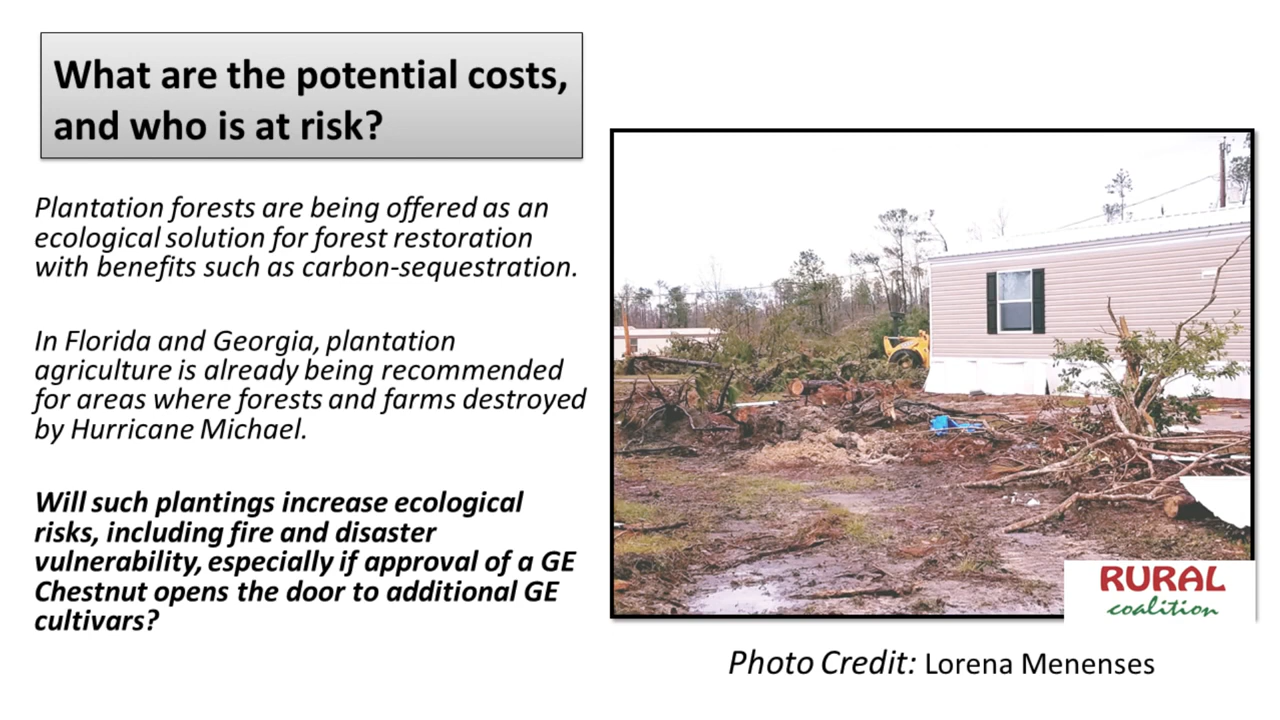 What are the potential costs,
and who is at risk?
Plantation forests are being offered as an
ecological solution for forest restoration
with benefits such as carbon-sequestration.
In Florida and Georgia, plantation
agriculture is already being recommended
for areas where forests and farms destroyed
by Hurricane Michael.
Will such plantings increase ecological
risks, including fire and disaster
vulnerability, especially if approval of a GE
Chestnut opens the door to additional GE
cultivars?
RURAL
coalition
Photo Credit: Lorena Menenses